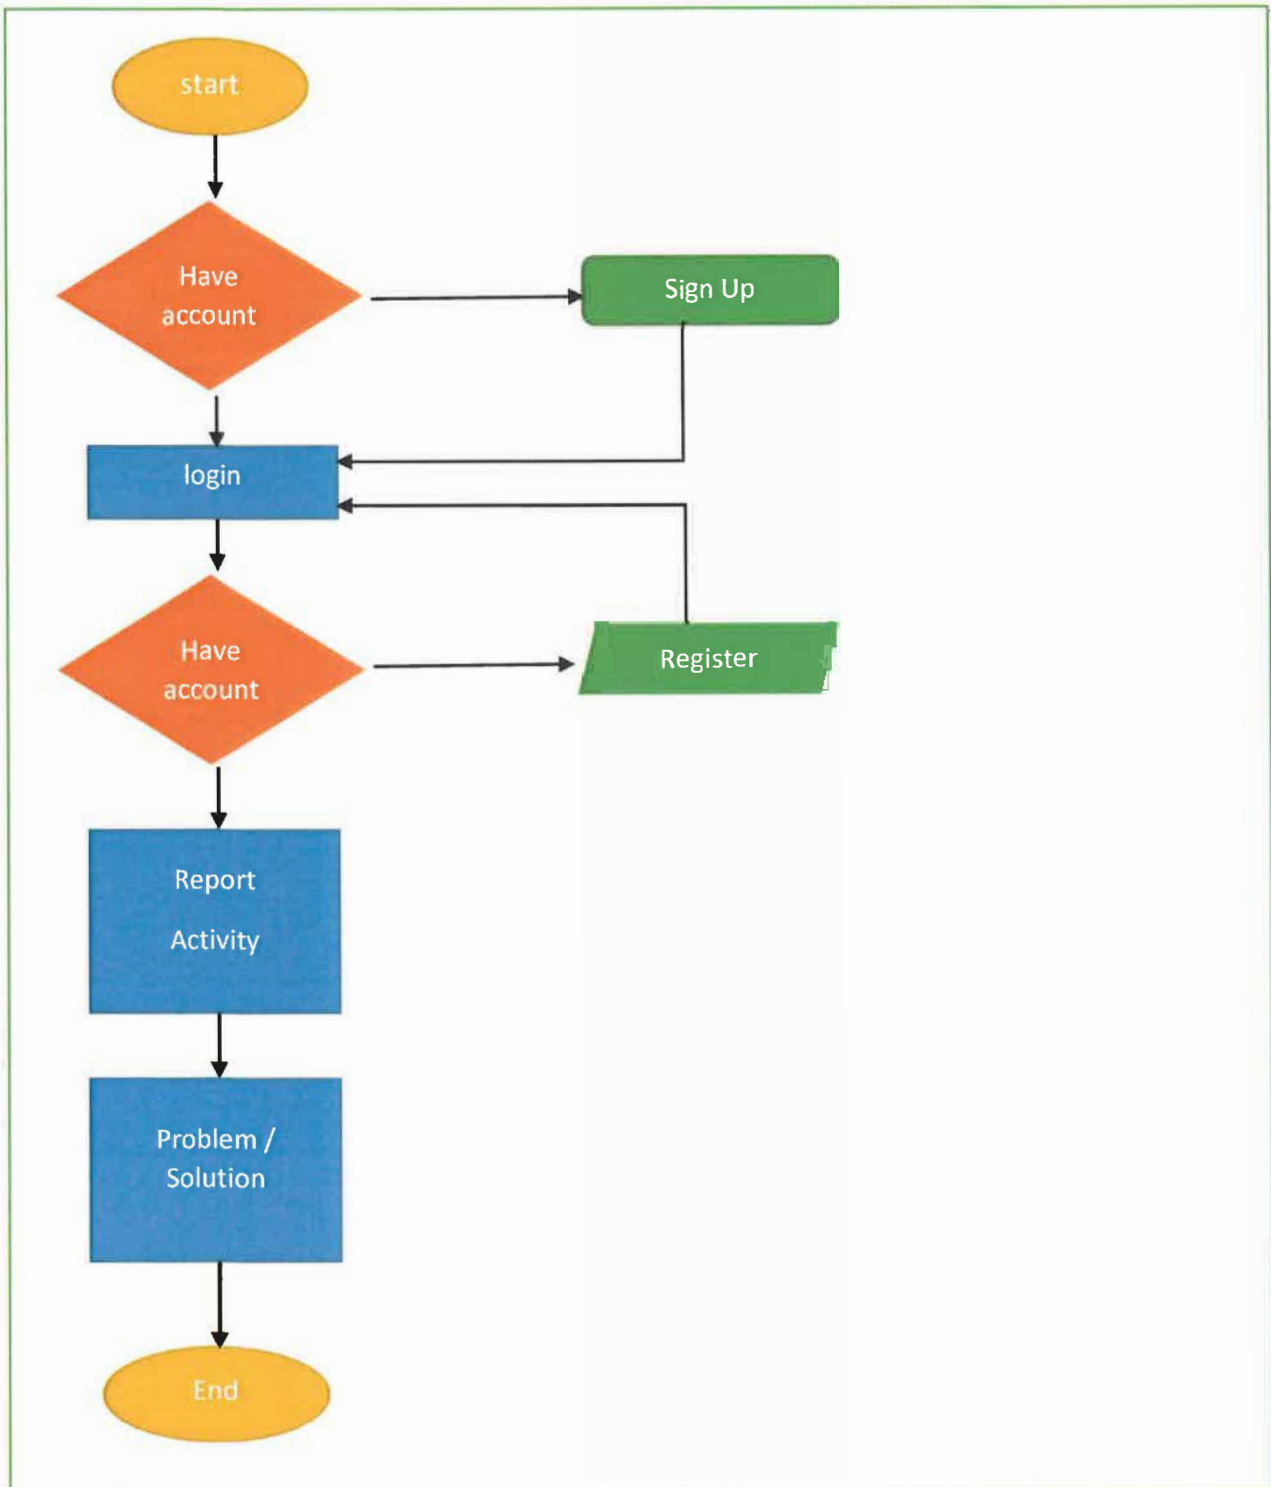 start
Have
account
Sign Up
login
Have
account
Register
Report
Activity
Problem /
Solution
End